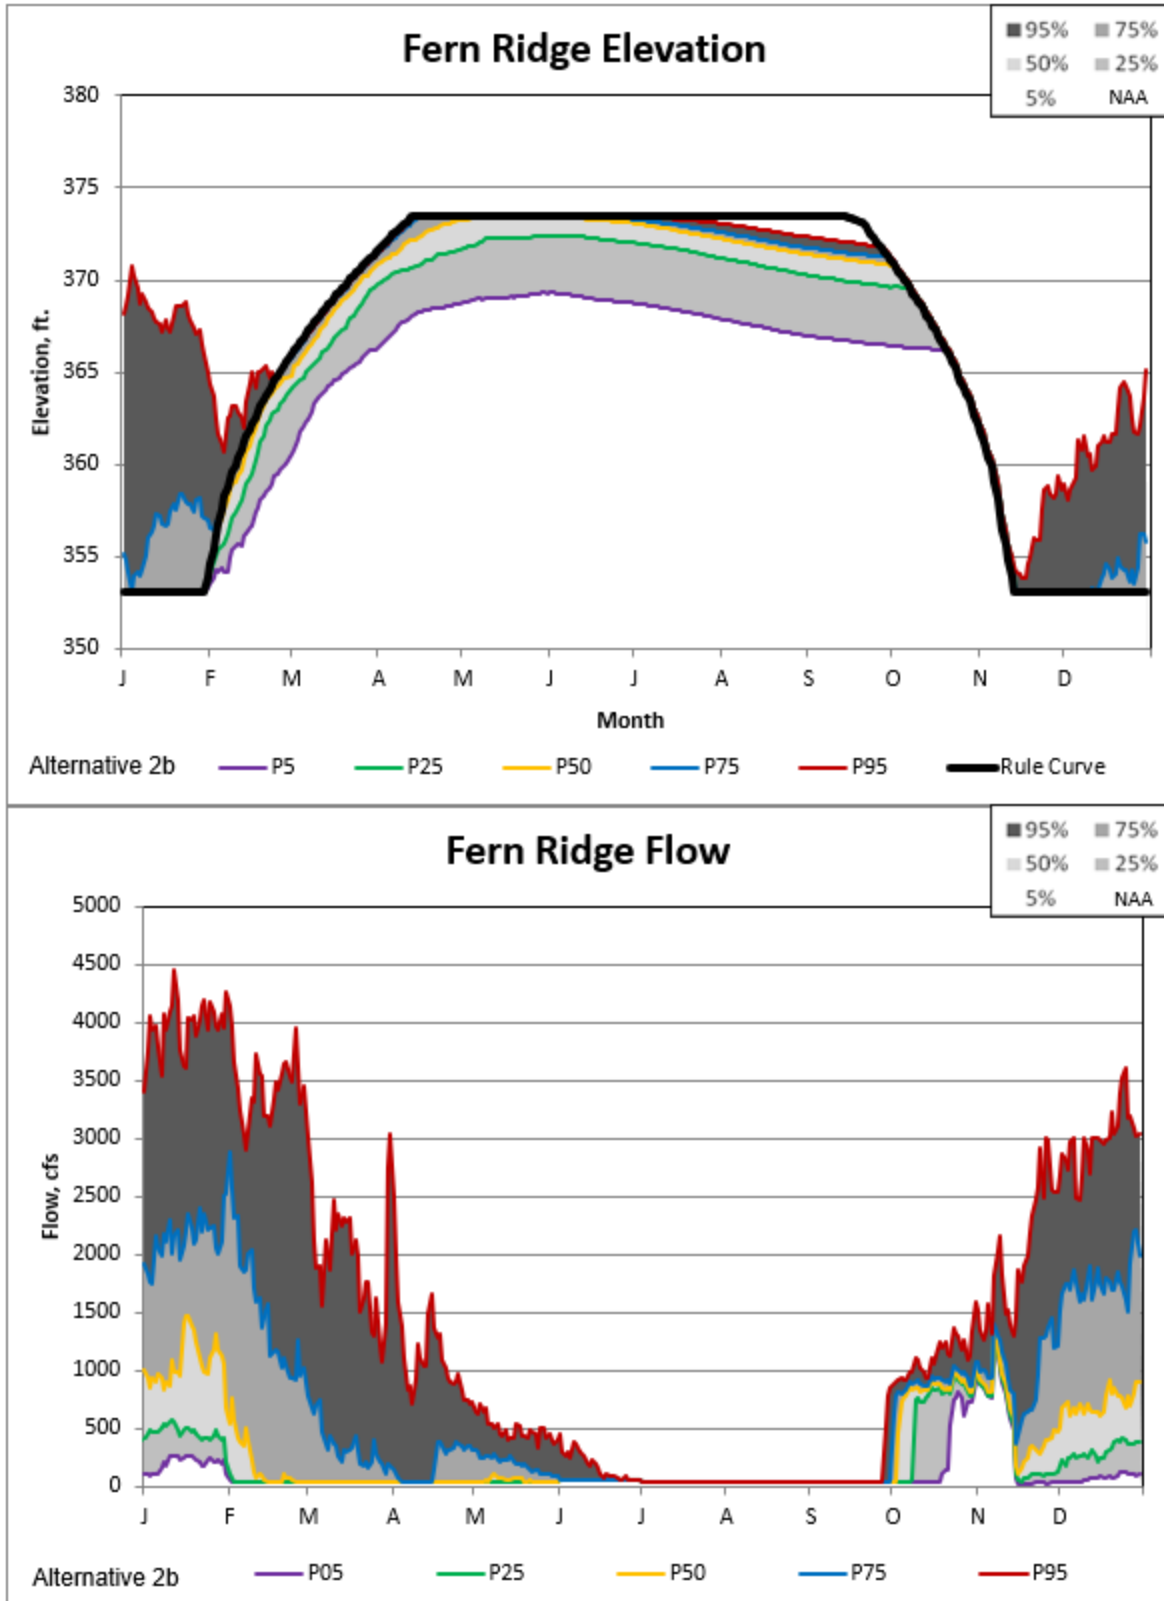 Fern Ridge Elevation
95% 75%
50% 25%
5% NAA
380
375
370
365
360
355
350
Elevation, ft.
J F M A M J J A S O N D
Month
Alternative 2b P5 P25 P50 P75 P95 Rule Curve
Fern Ridge Flow
95% 75%
50% 25%
5% NAA
5000
4500
4000
3500
3000
2500
2000
1500
1000
500
0
Flow, cfs
J F M A M J J A S O N D
Alternative 2b P05 P25 P50 P75 P95